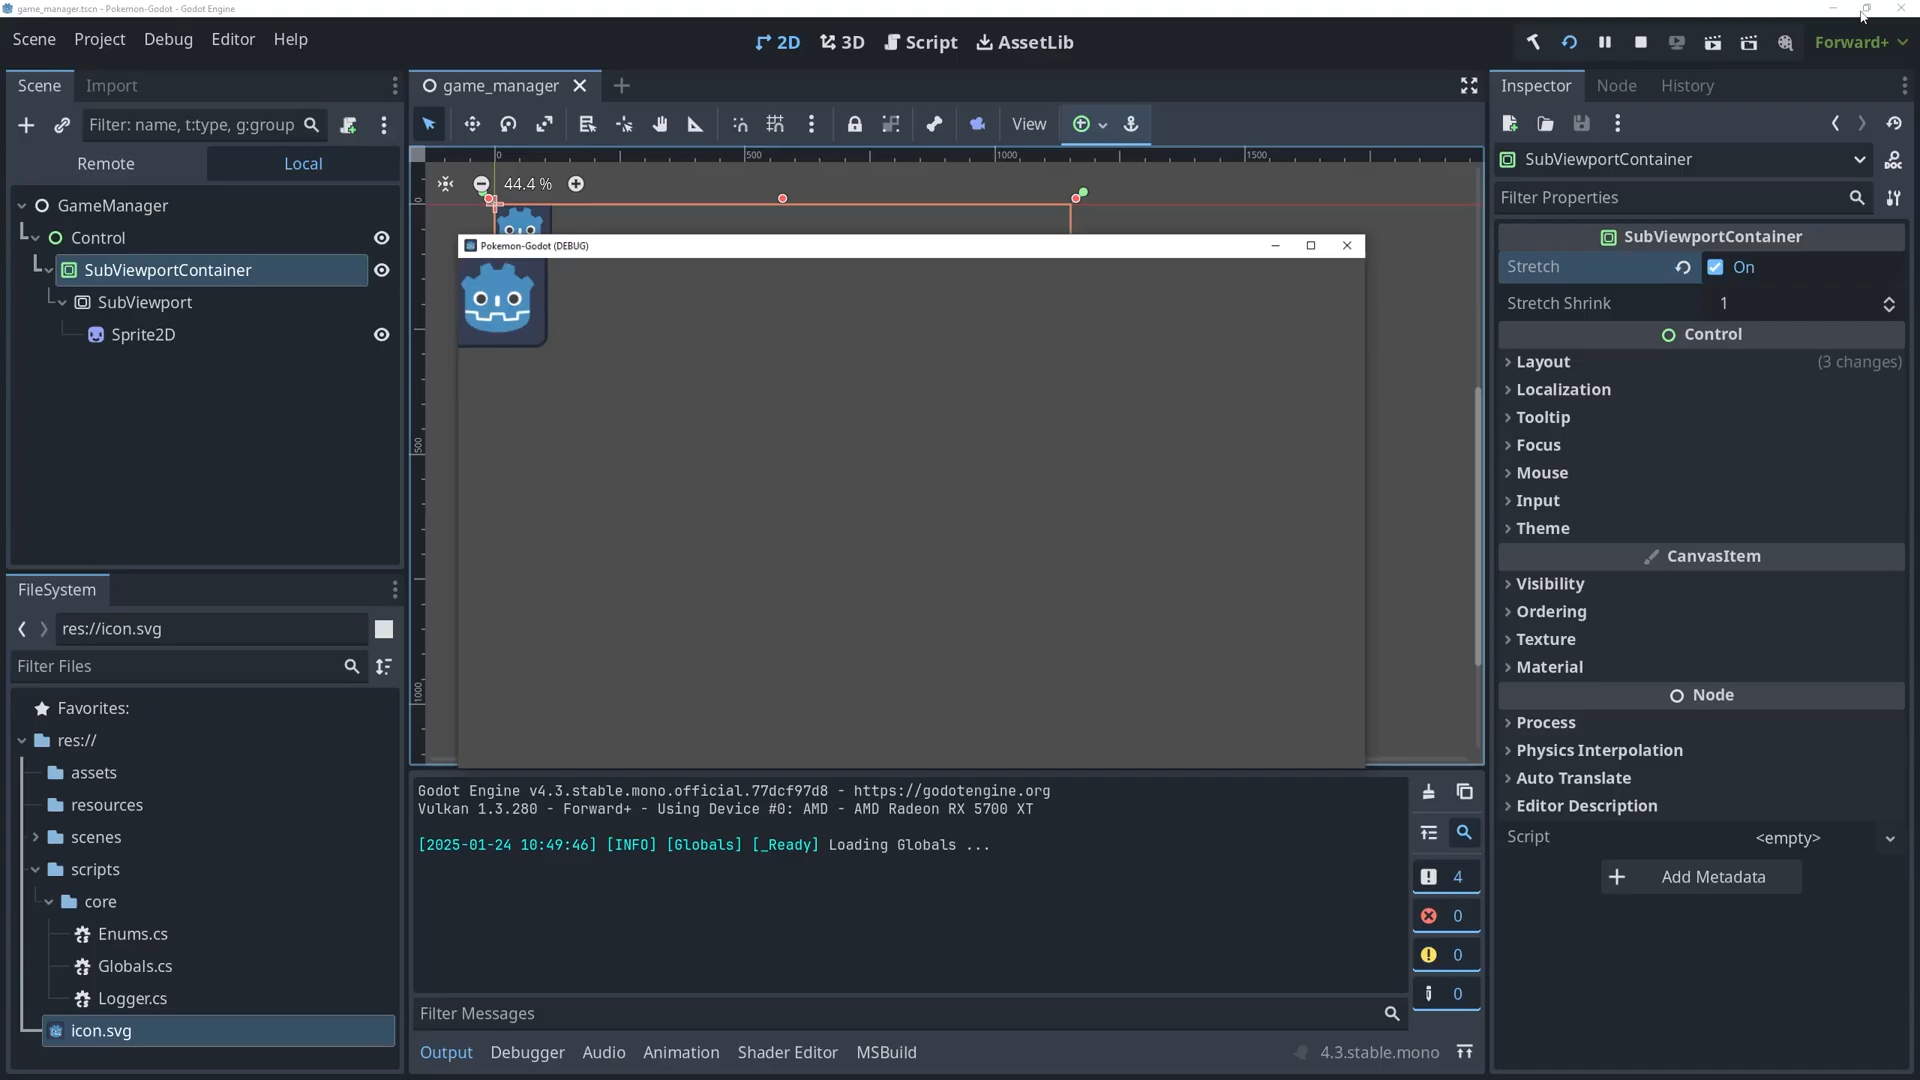 game_manager.tscn - Pokemon-Godot - Godot Engine
Scene Project Debug Editor Help
2D 3D Script AssetLib
Forward+
Scene Import
game_manager
Inspector Node History
Filter: name, t:type, g:group
View
Remote Local
SubViewportContainer
0 500 1000 1500
44.4 %
Filter Properties
GameManager
Control
SubViewportContainer
SubViewport
Sprite2D
0
500
1000
Pokemon-Godot (DEBUG)
SubViewportContainer
Stretch On
Stretch Shrink 1
Control
Layout (3 changes)
Localization
Tooltip
Focus
Mouse
Input
Theme
CanvasItem
Visibility
Ordering
Texture
Material
Node
Process
Physics Interpolation
Auto Translate
Editor Description
Script <empty>
Add Metadata
FileSystem
res://icon.svg
Filter Files
Favorites:
res://
assets
resources
scenes
scripts
core
Enums.cs
Globals.cs
Logger.cs
icon.svg
Godot Engine v4.3.stable.mono.official.77dcf97d8 - https://godotengine.org
Vulkan 1.3.280 - Forward+ - Using Device #0: AMD - AMD Radeon RX 5700 XT
[2025-01-24 10:49:46] [INFO] [Globals] [_Ready] Loading Globals ...
4
0
0
0
Filter Messages
Output Debugger Audio Animation Shader Editor MSBuild
4.3.stable.mono